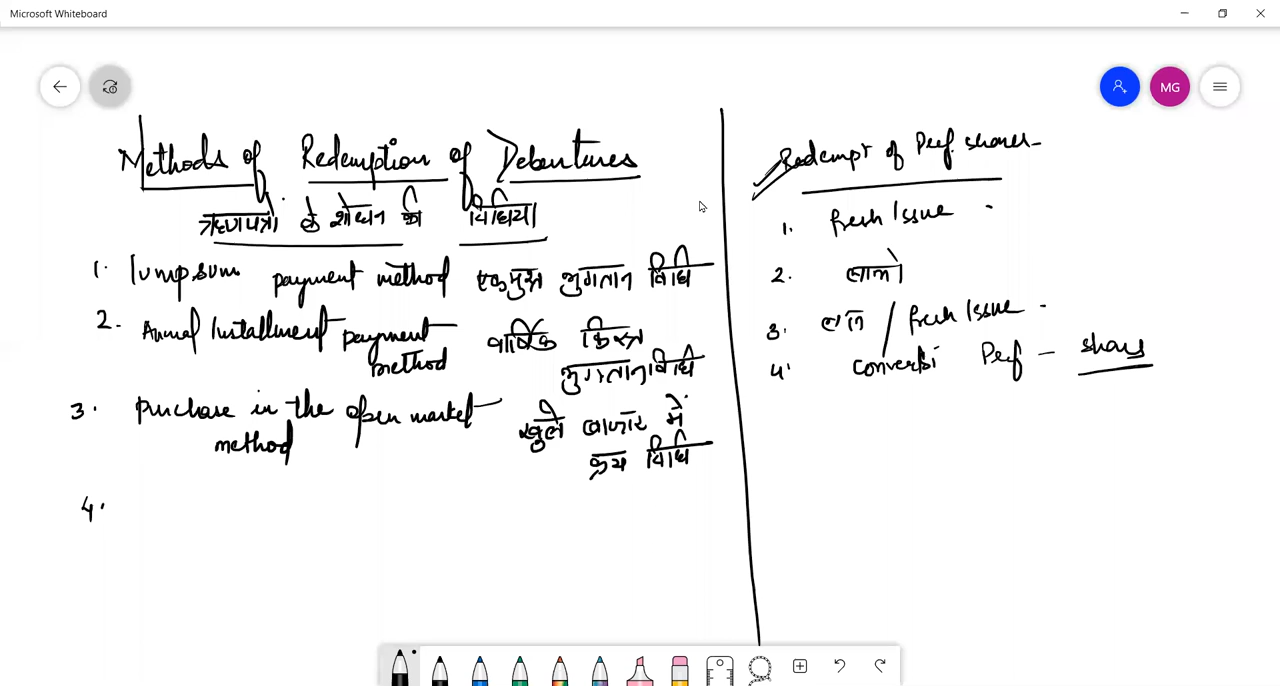 Microsoft Whiteboard
MG
Methods of Redemption of Debentures
ऋणपत्रों के शोधन की विधियां
1. lumpsum payment method एकमुश्त भुगतान विधि
2. Annual Installment payment method वार्षिक किस्त भुगतान विधि
3. purchase in the open market method खुले बाजार में क्रय विधि
4.
Redempt of Pref shares
1. fresh Issue
2.
3. / fresh Issue
4. Pref - shares